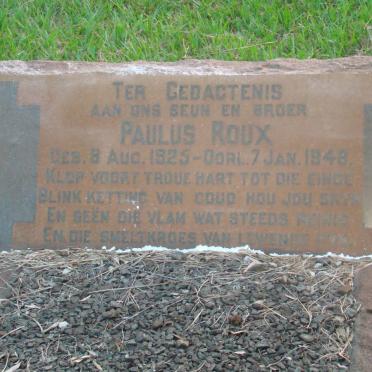 TER GEDACTENIS
AAN ONS SEUN EN BROER
PAULUS ROUX
GEB. 8 AUG. 1925 - OORL. 7 JAN. 1948
KLOP VOORT TROUE HART TOT DIE EINDE
BLINK KETTING VAN GOUD HOU JOU
EN SEËN DIE VLAM WAT STEEDS
EN DIE SMELTKROES VAN